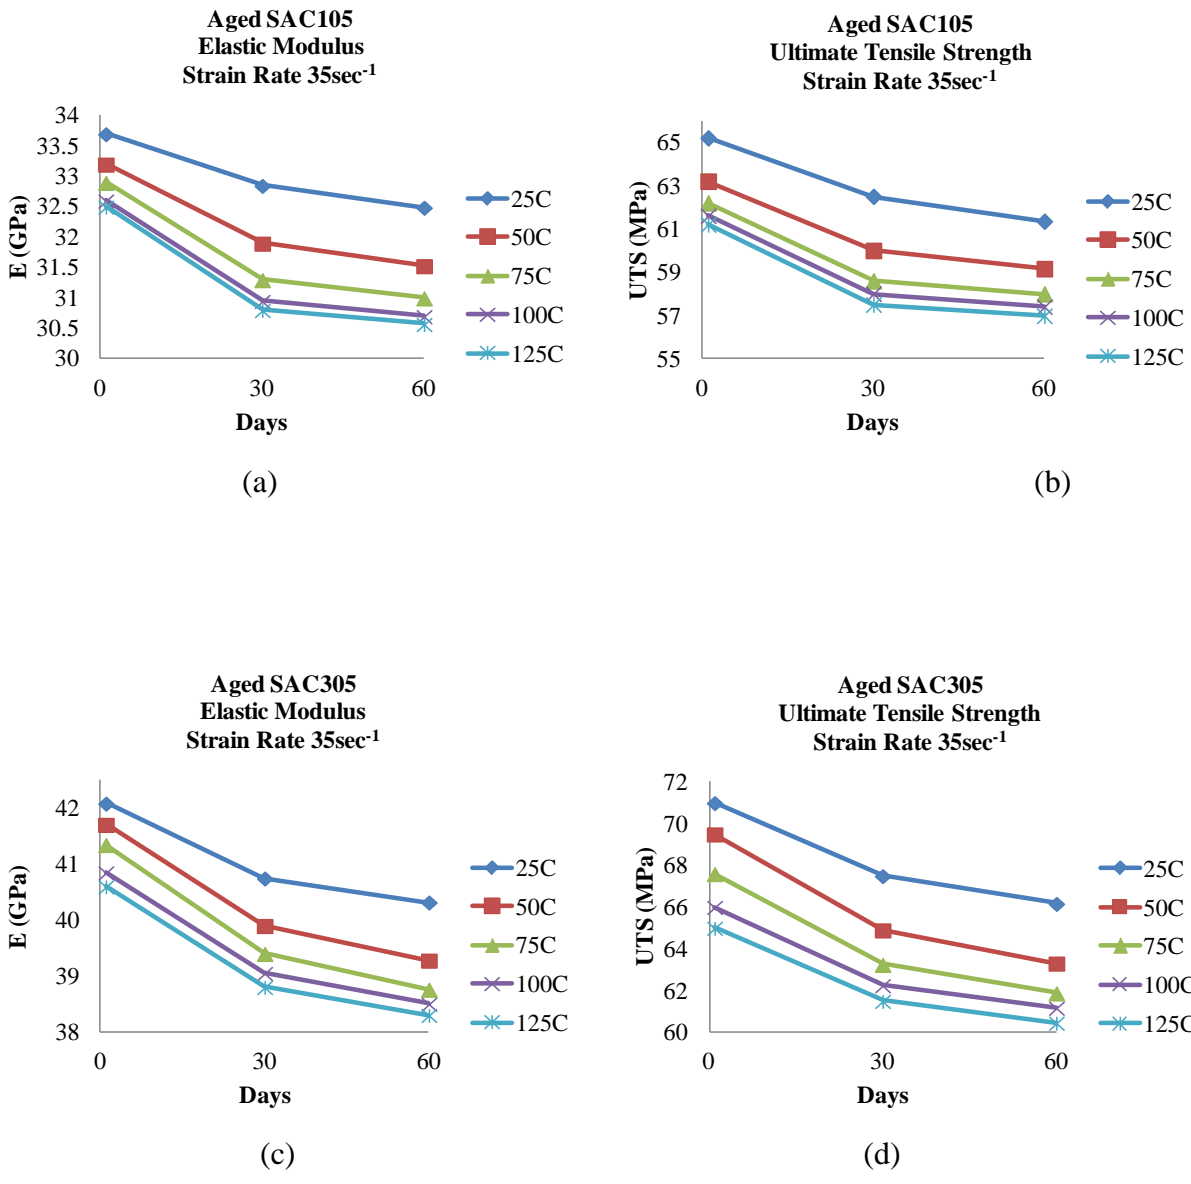 Aged SAC105
Elastic Modulus
Strain Rate 35sec⁻¹
34
33.5
33
32.5
32
31.5
31
30.5
30
E (GPa)
0 30 60
Days
25C
50C
75C
100C
125C
(a)
Aged SAC105
Ultimate Tensile Strength
Strain Rate 35sec⁻¹
65
63
61
59
57
55
UTS (MPa)
0 30 60
Days
25C
50C
75C
100C
125C
(b)
Aged SAC305
Elastic Modulus
Strain Rate 35sec⁻¹
42
41
40
39
38
E (GPa)
0 30 60
Days
25C
50C
75C
100C
125C
(c)
Aged SAC305
Ultimate Tensile Strength
Strain Rate 35sec⁻¹
72
70
68
66
64
62
60
UTS (MPa)
0 30 60
Days
25C
50C
75C
100C
125C
(d)